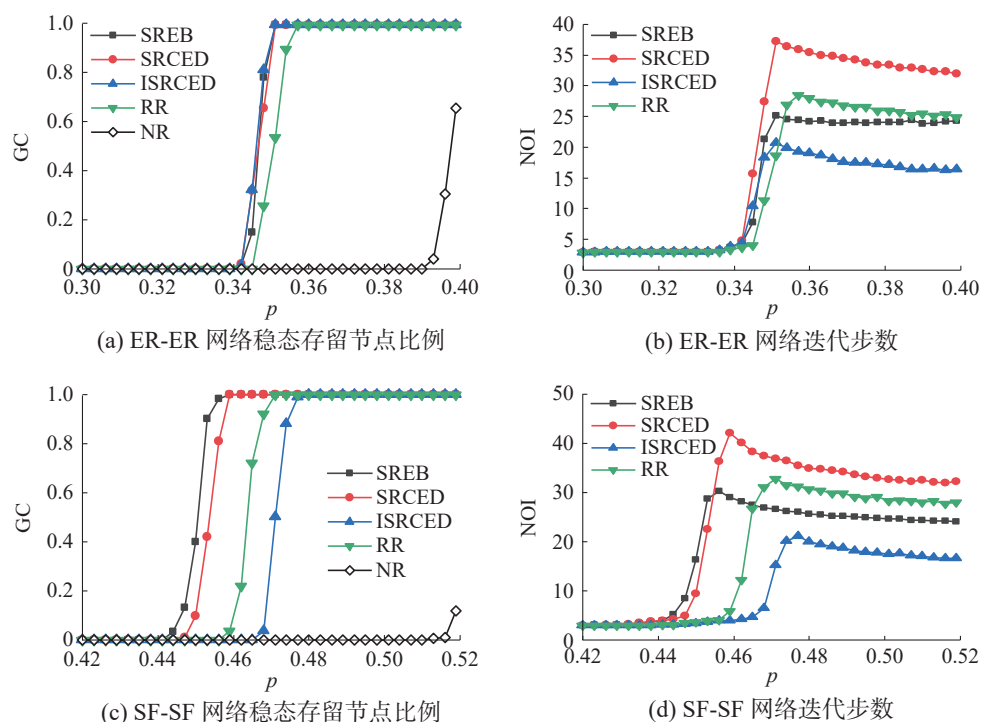 1.0
0.8
0.6
0.4
0.2
0
GC
SREB
SRCED
ISRCED
RR
NR
0.30
0.32
0.34
0.36
0.38
0.40
p
(a) ER-ER 网络稳态存留节点比例
40
35
30
25
20
15
10
5
0
NOI
SREB
SRCED
ISRCED
RR
0.30
0.32
0.34
0.36
0.38
0.40
p
(b) ER-ER 网络迭代步数
1.0
0.8
0.6
0.4
0.2
0
GC
SREB
SRCED
ISRCED
RR
NR
0.42
0.44
0.46
0.48
0.50
0.52
p
(c) SF-SF 网络稳态存留节点比例
50
40
30
20
10
0
NOI
SREB
SRCED
ISRCED
RR
0.42
0.44
0.46
0.48
0.50
0.52
p
(d) SF-SF 网络迭代步数